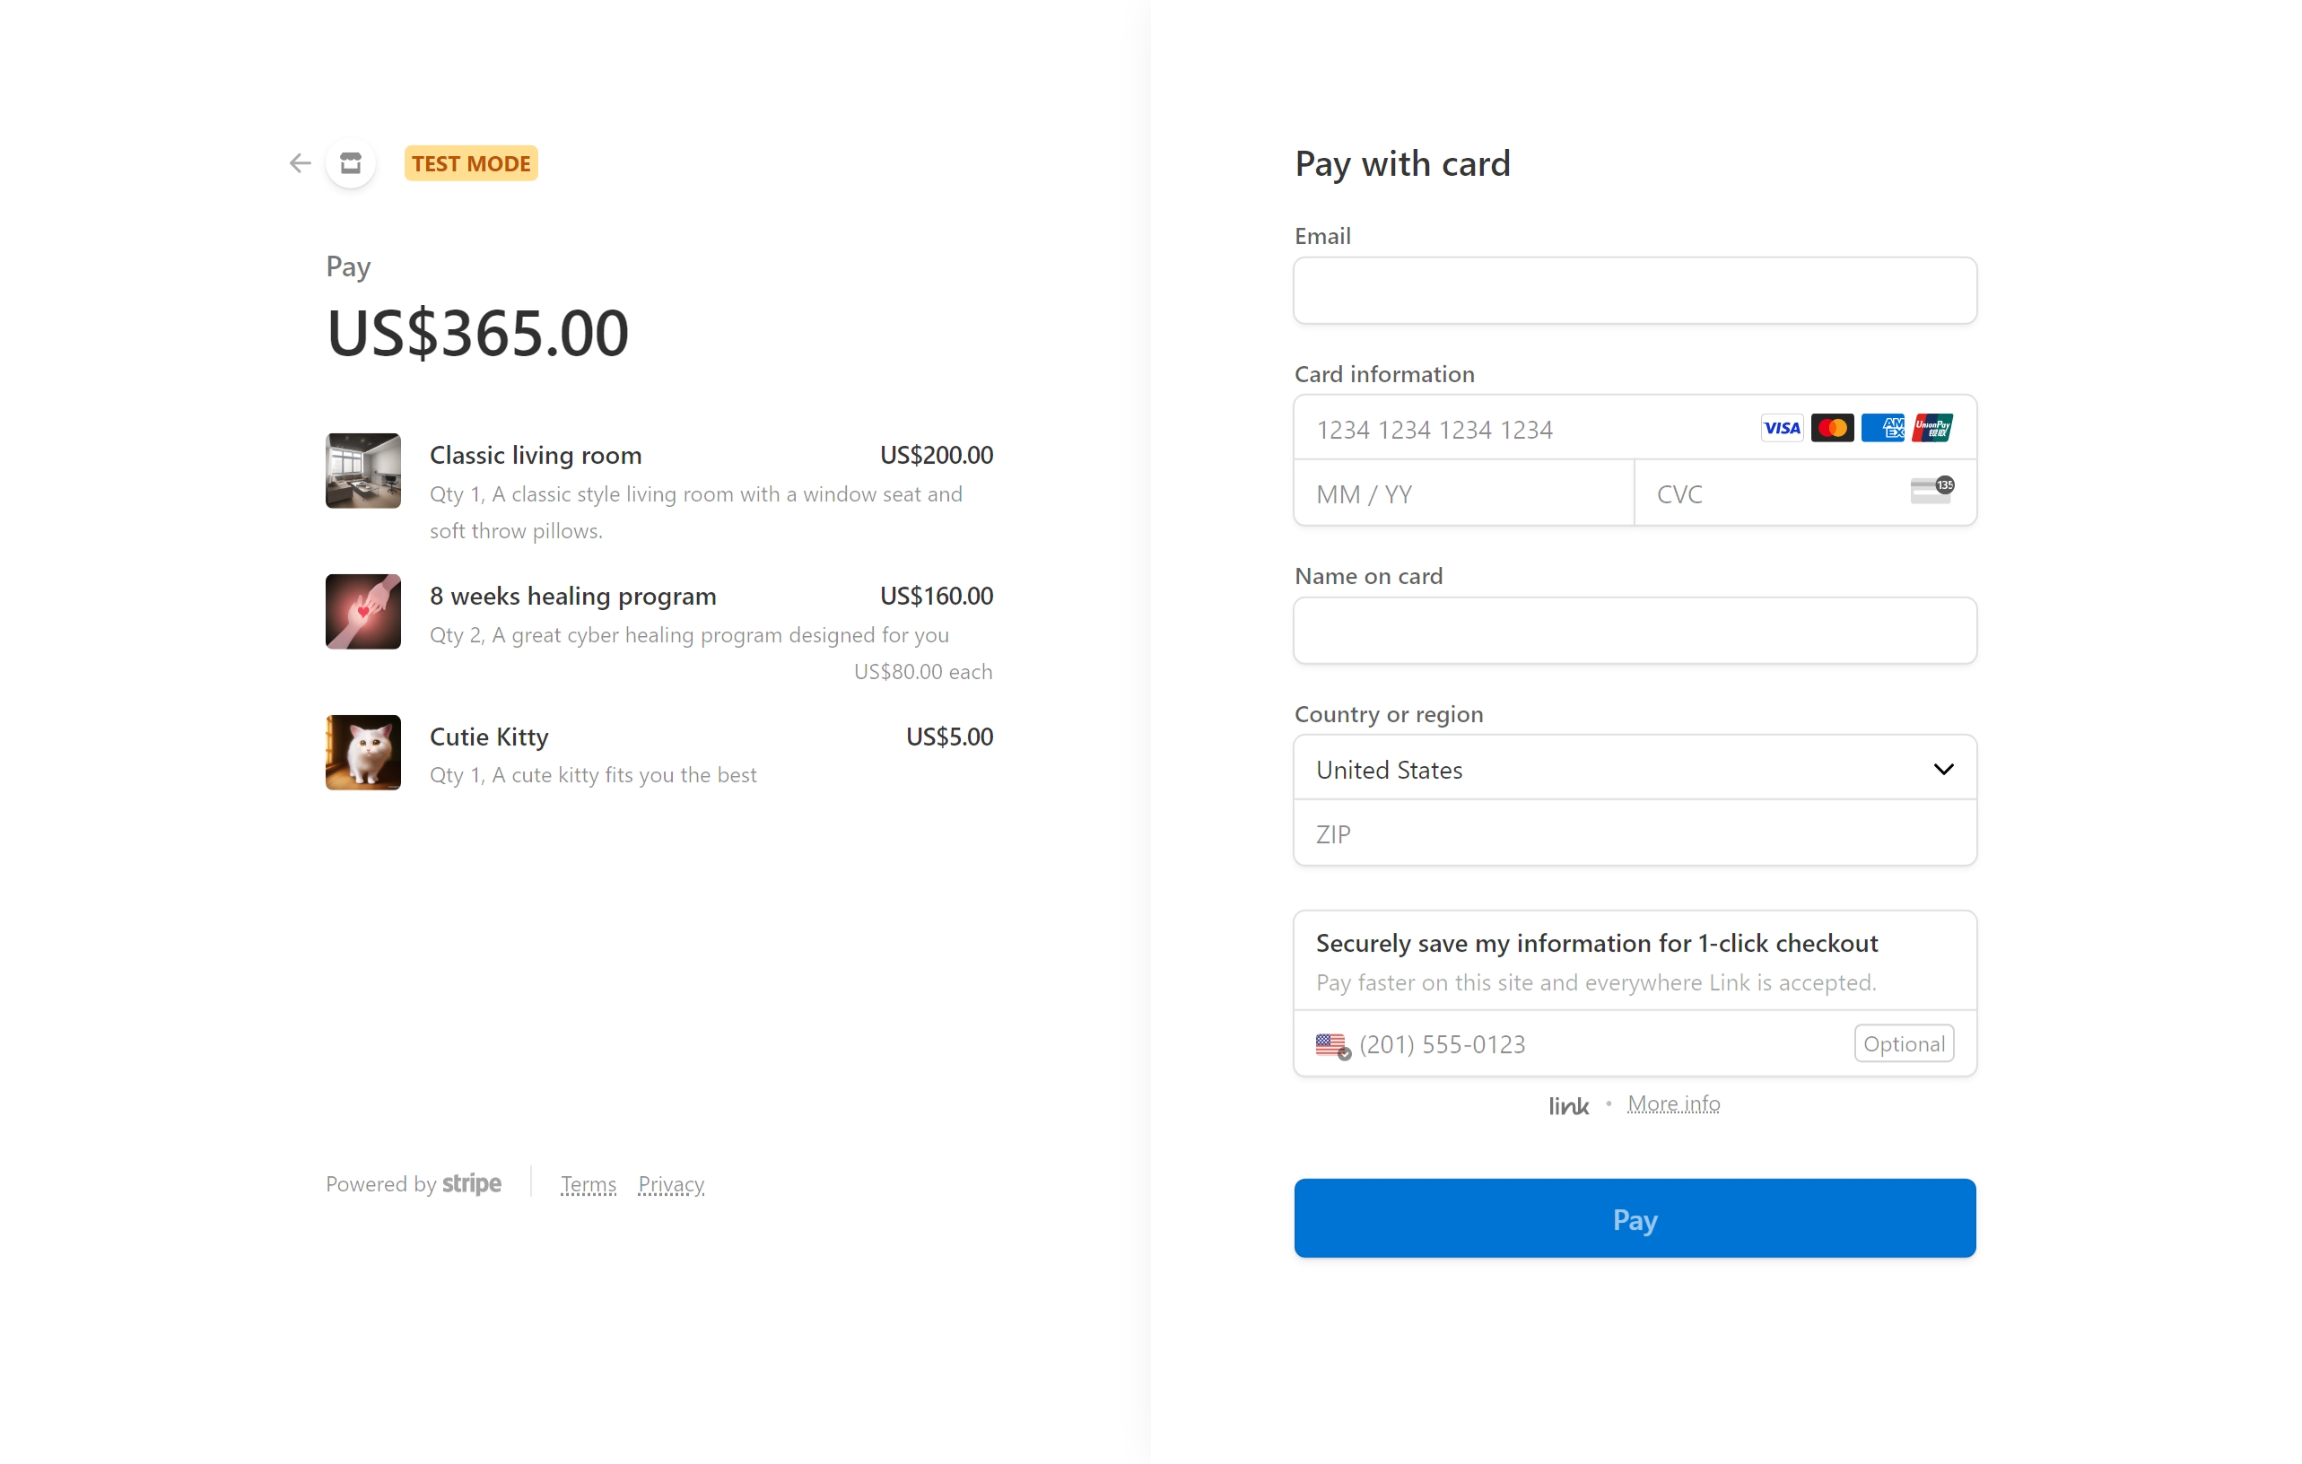 TEST MODE
Pay
US$365.00
Classic living room US$200.00
Qty 1, A classic style living room with a window seat and
soft throw pillows.
8 weeks healing program US$160.00
Qty 2, A great cyber healing program designed for you
US$80.00 each
Cutie Kitty US$5.00
Qty 1, A cute kitty fits you the best
Powered by stripe Terms Privacy
Pay with card
Email
Card information
1234 1234 1234 1234 VISA AMEX UnionPay 银联
MM / YY CVC 135
Name on card
Country or region
United States
ZIP
Securely save my information for 1-click checkout
Pay faster on this site and everywhere Link is accepted.
(201) 555-0123 Optional
link • More info
Pay